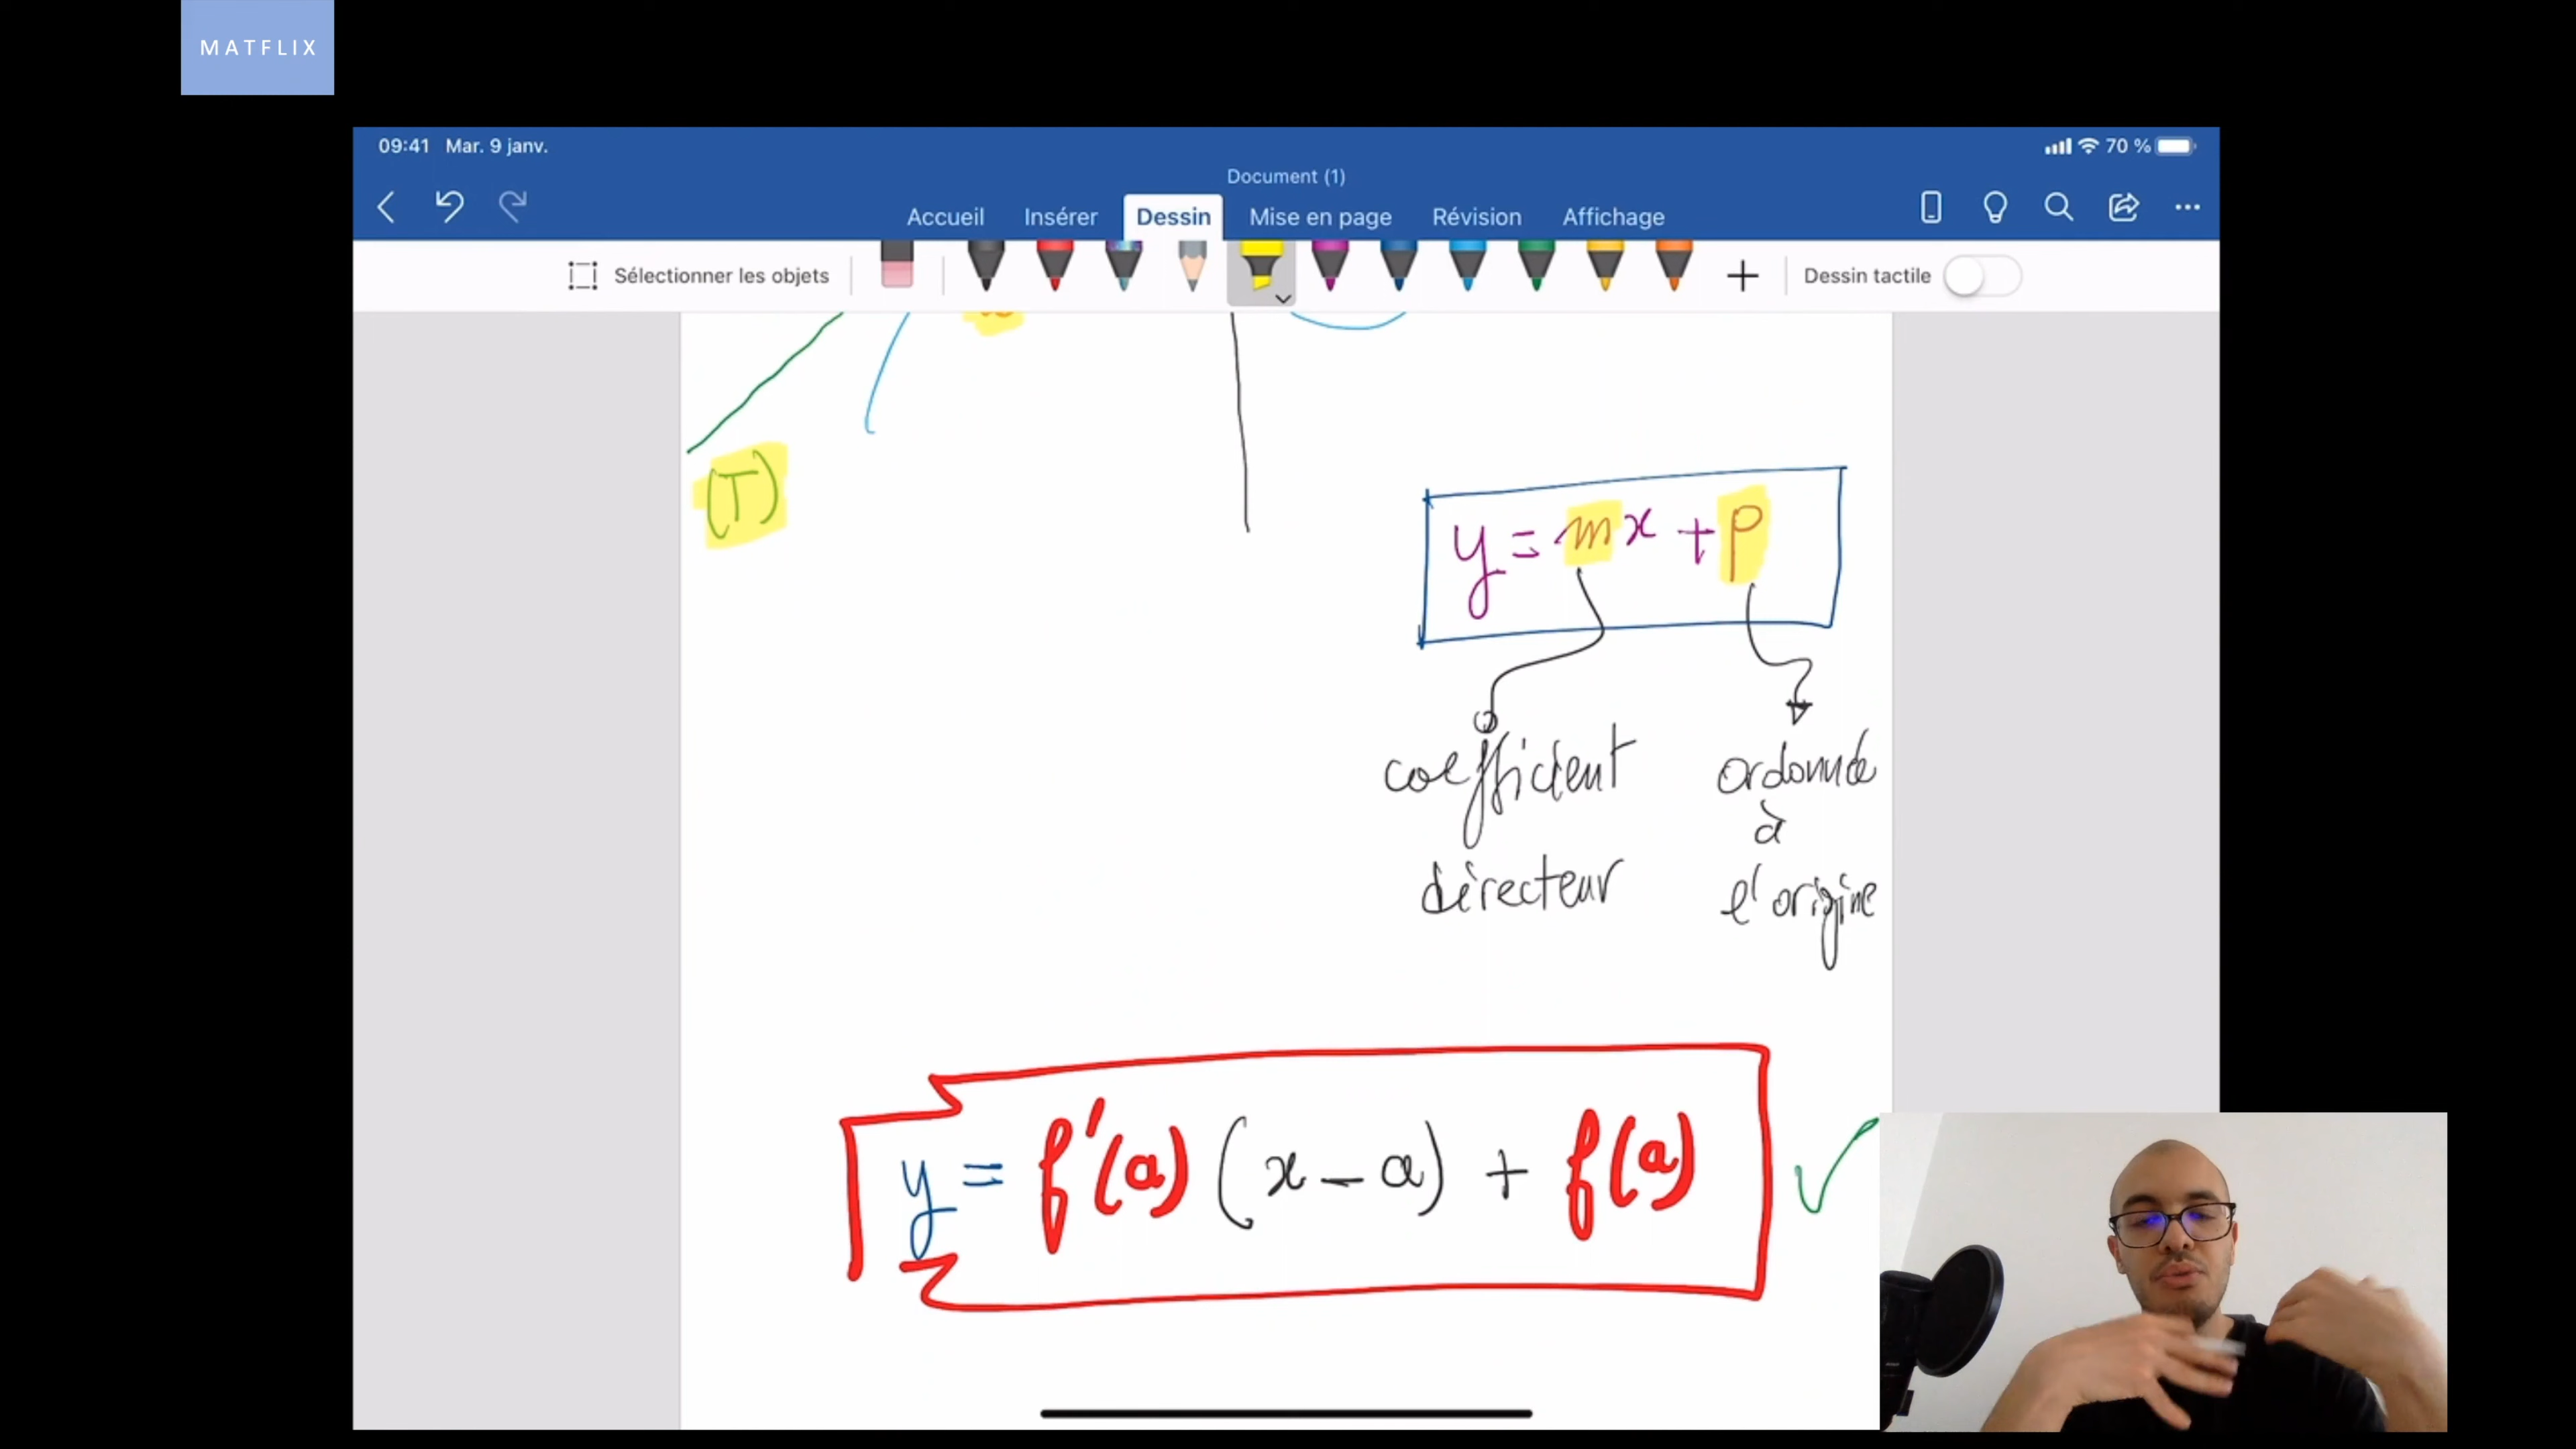 MATFLIX
09:41 Mar. 9 janv.
70 %
Document (1)
Accueil Insérer Dessin Mise en page Révision Affichage
Sélectionner les objets
Dessin tactile
(T)
y = mx + p
coefficient
directeur
ordonnée
à
l'origine
y = f'(a) (x - a) + f(a)